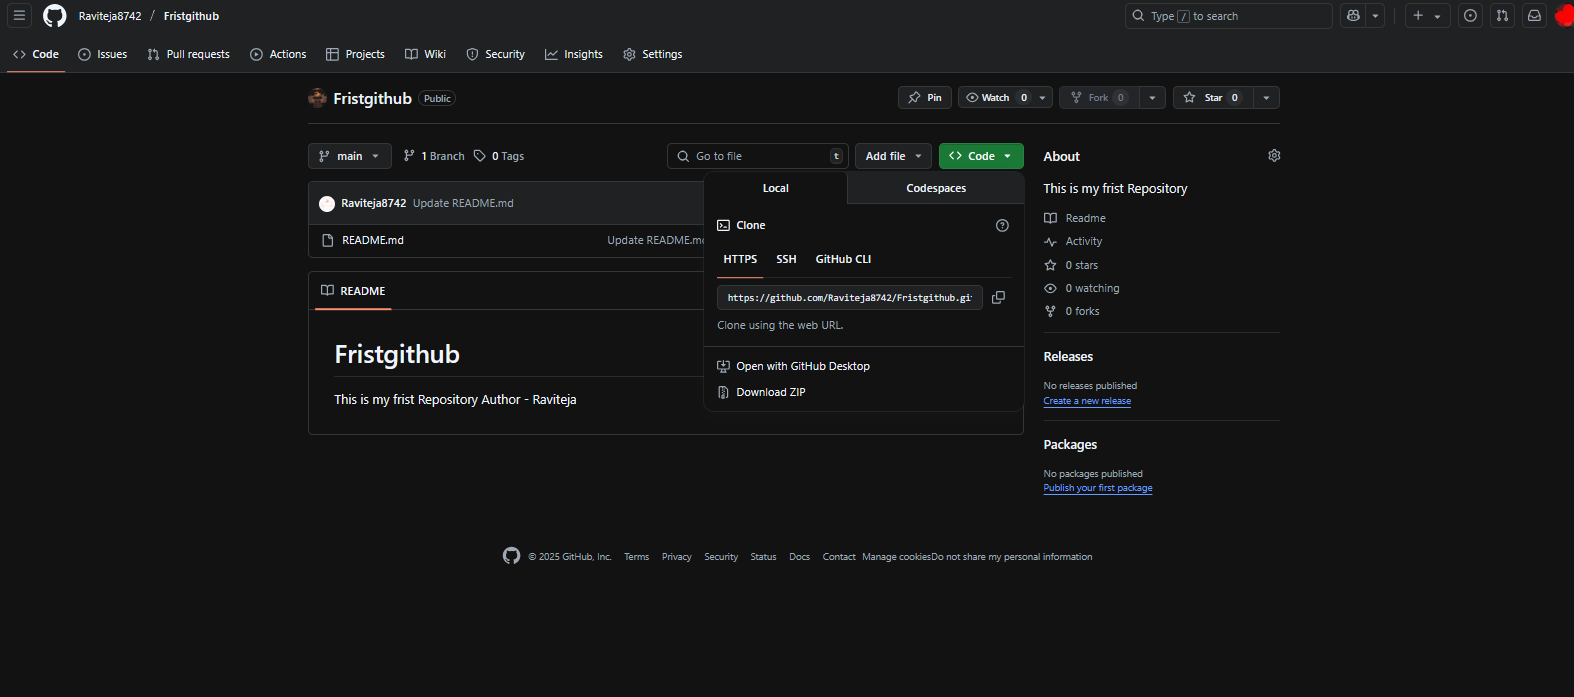 Raviteja8742 / Fristgithub
Type / to search
Code Issues Pull requests Actions Projects Wiki Security Insights Settings
Fristgithub Public
Pin Watch 0 Fork 0 Star 0
main 1 Branch 0 Tags
Go to file t Add file Code
Raviteja8742 Update README.md
README.md Update README.m
README
Fristgithub
This is my frist Repository Author - Raviteja
Local Codespaces
Clone
HTTPS SSH GitHub CLI
https://github.com/Raviteja8742/Fristgithub.gi
Clone using the web URL.
Open with GitHub Desktop
Download ZIP
About
This is my frist Repository
Readme
Activity
0 stars
0 watching
0 forks
Releases
No releases published
Create a new release
Packages
No packages published
Publish your first package
© 2025 GitHub, Inc. Terms Privacy Security Status Docs Contact Manage cookies Do not share my personal information